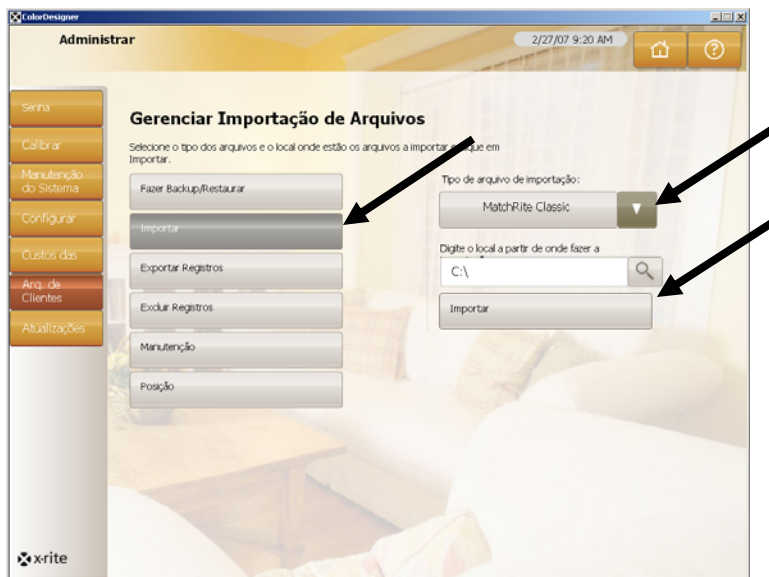 ColorDesigner
Administrar
2/27/07 9:20 AM
Senha
Calibrar
Manutenção
do Sistema
Configurar
Custos das
Arq. de
Clientes
Atualizações
Gerenciar Importação de Arquivos
Selecione o tipo dos arquivos e o local onde estão os arquivos a importar e clique em
Importar.
Fazer Backup/Restaurar
Importar
Exportar Registros
Excluir Registros
Manutenção
Posição
Tipo de arquivo de importação:
MatchRite Classic
Digite o local a partir de onde fazer a
C:\
Importar
x·rite